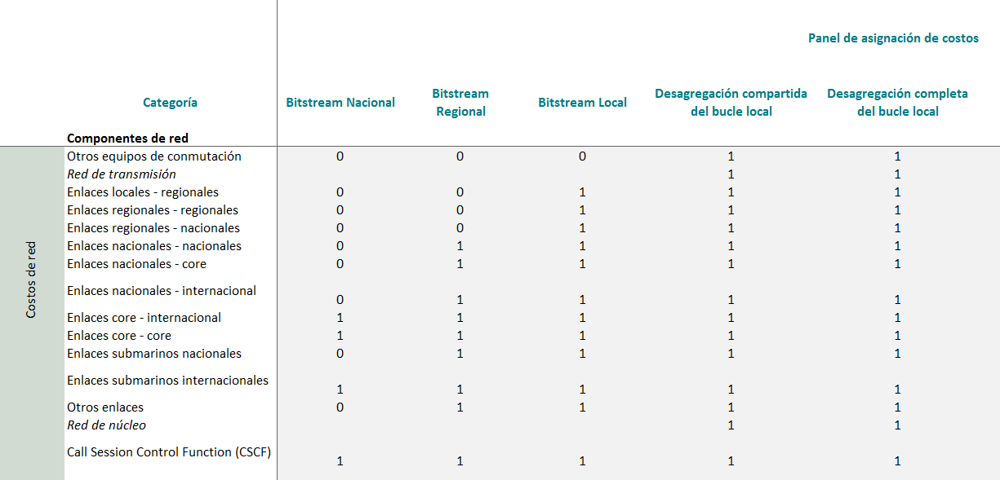 Panel de asignación de costos
Categoría Bitstream Nacional Bitstream Regional Bitstream Local Desagregación compartida del bucle local Desagregación completa del bucle local
Componentes de red
Costos de red
Otros equipos de conmutación 0 0 0 1 1
Red de transmisión 1 1
Enlaces locales - regionales 0 0 1 1 1
Enlaces regionales - regionales 0 0 1 1 1
Enlaces regionales - nacionales 0 0 1 1 1
Enlaces nacionales - nacionales 0 1 1 1 1
Enlaces nacionales - core 0 1 1 1 1
Enlaces nacionales - internacional 0 1 1 1 1
Enlaces core - internacional 1 1 1 1 1
Enlaces core - core 1 1 1 1 1
Enlaces submarinos nacionales 0 1 1 1 1
Enlaces submarinos internacionales 1 1 1 1 1
Otros enlaces 0 1 1 1 1
Red de núcleo 1 1
Call Session Control Function (CSCF) 1 1 1 1 1